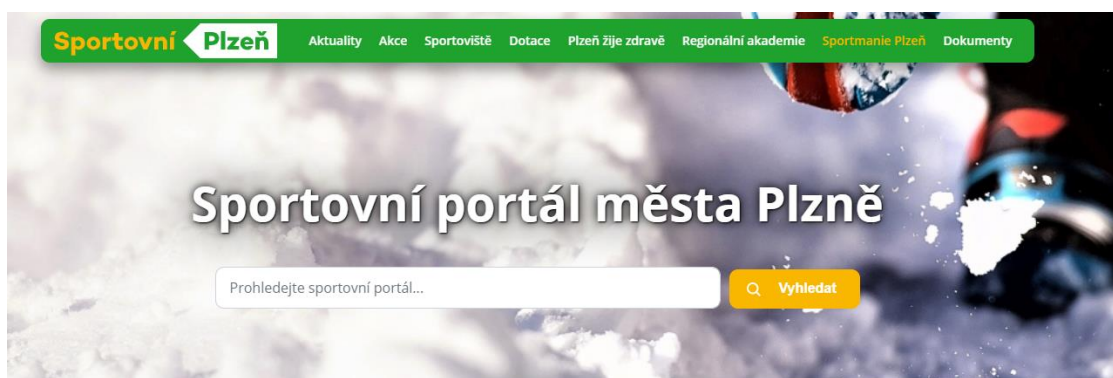 Sportovní Plzeň Aktuality Akce Sportoviště Dotace Plzeň žije zdravě Regionální akademie Sportmanie Plzeň Dokumenty
Sportovní portál města Plzně
Prohledejte sportovní portál... Vyhledat